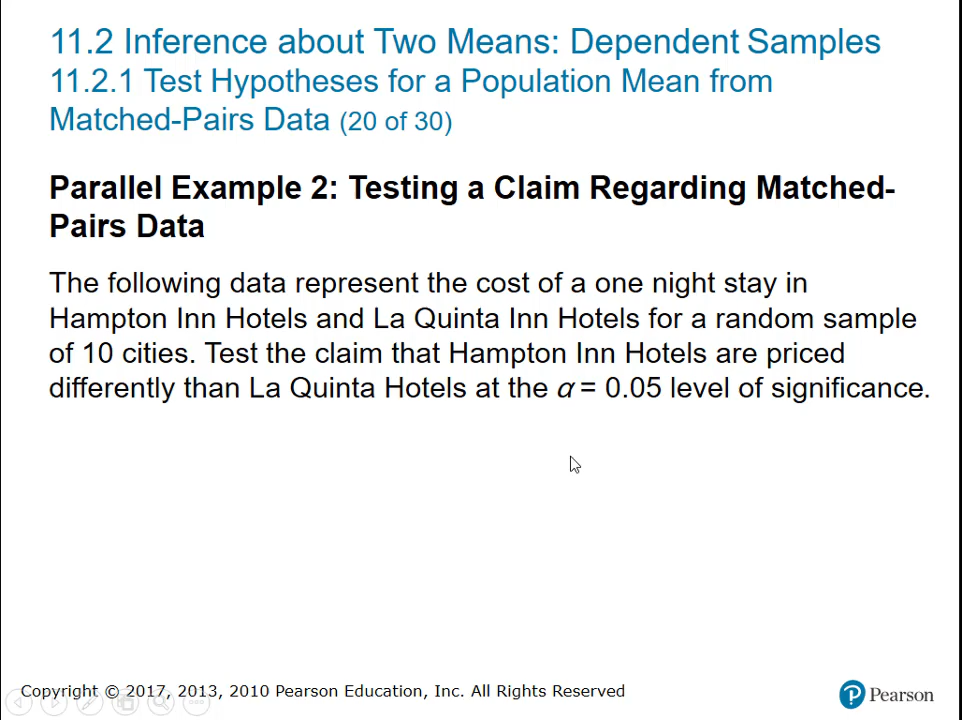 11.2 Inference about Two Means: Dependent Samples
11.2.1 Test Hypotheses for a Population Mean from
Matched-Pairs Data (20 of 30)
Parallel Example 2: Testing a Claim Regarding Matched-
Pairs Data
The following data represent the cost of a one night stay in
Hampton Inn Hotels and La Quinta Inn Hotels for a random sample
of 10 cities. Test the claim that Hampton Inn Hotels are priced
differently than La Quinta Hotels at the α = 0.05 level of significance.
Copyright © 2017, 2013, 2010 Pearson Education, Inc. All Rights Reserved
P Pearson